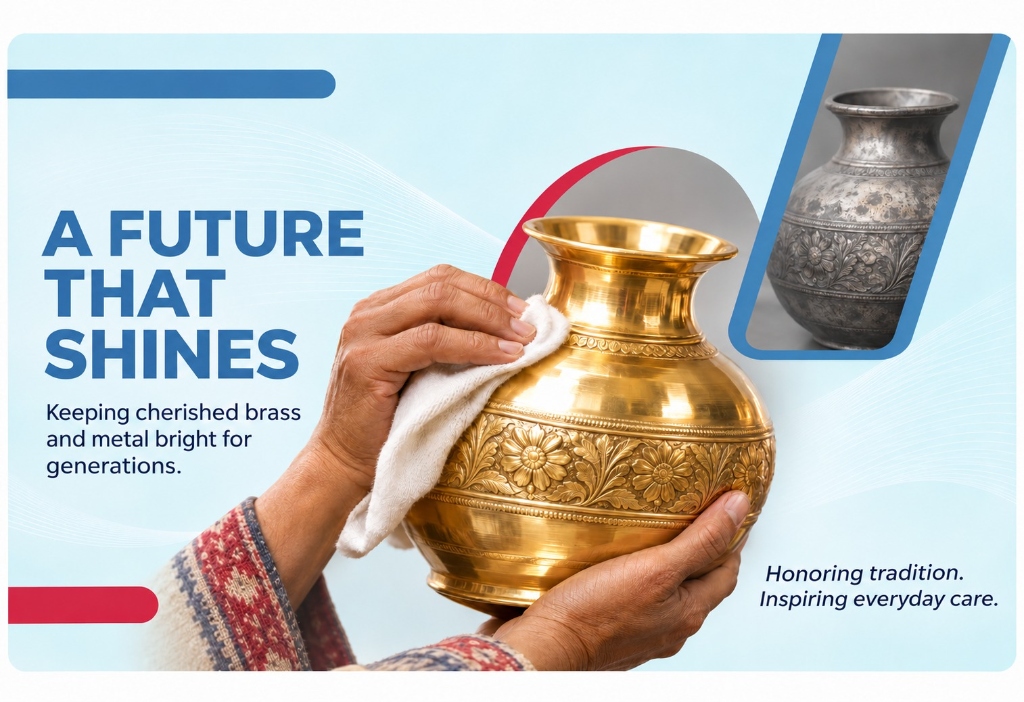 A FUTURE
THAT
SHINES
Keeping cherished brass
and metal bright for
generations.
Honoring tradition.
Inspiring everyday care.